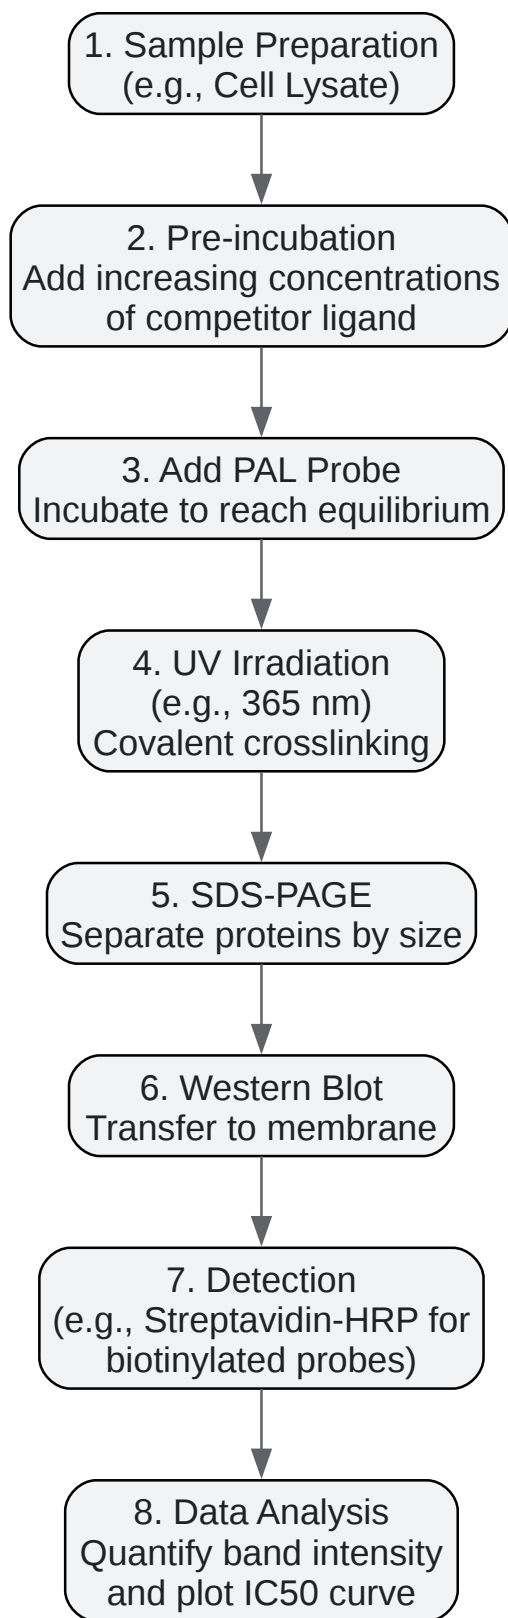 1. Sample Preparation
(e.g., Cell Lysate)
2. Pre-incubation
Add increasing concentrations
of competitor ligand
3. Add PAL Probe
Incubate to reach equilibrium
4. UV Irradiation
(e.g., 365 nm)
Covalent crosslinking
5. SDS-PAGE
Separate proteins by size
6. Western Blot
Transfer to membrane
7. Detection
(e.g., Streptavidin-HRP for
biotinylated probes)
8. Data Analysis
Quantify band intensity
and plot IC50 curve